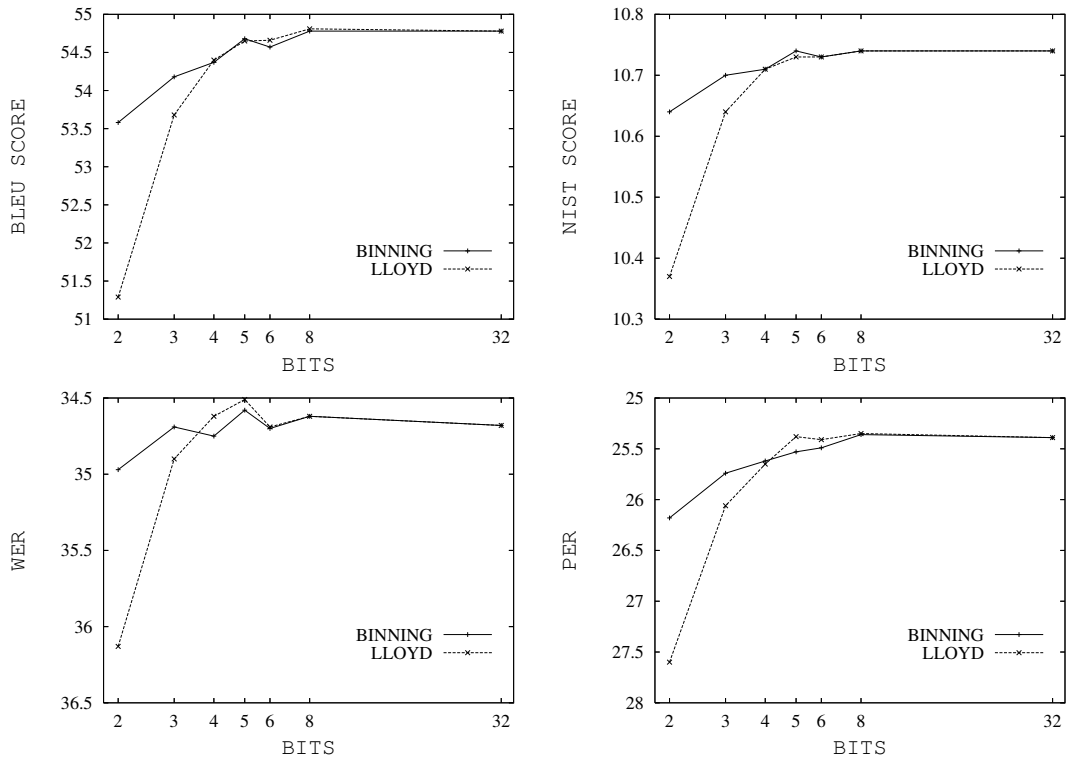 55
54.5
54
53.5
53
52.5
52
51.5
51
BLEU SCORE
BINNING
LLOYD
2 3 4 5 6 8 32
BITS
10.8
10.7
10.6
10.5
10.4
10.3
NIST SCORE
BINNING
LLOYD
2 3 4 5 6 8 32
BITS
34.5
35
35.5
36
36.5
WER
BINNING
LLOYD
2 3 4 5 6 8 32
BITS
25
25.5
26
26.5
27
27.5
28
PER
BINNING
LLOYD
2 3 4 5 6 8 32
BITS